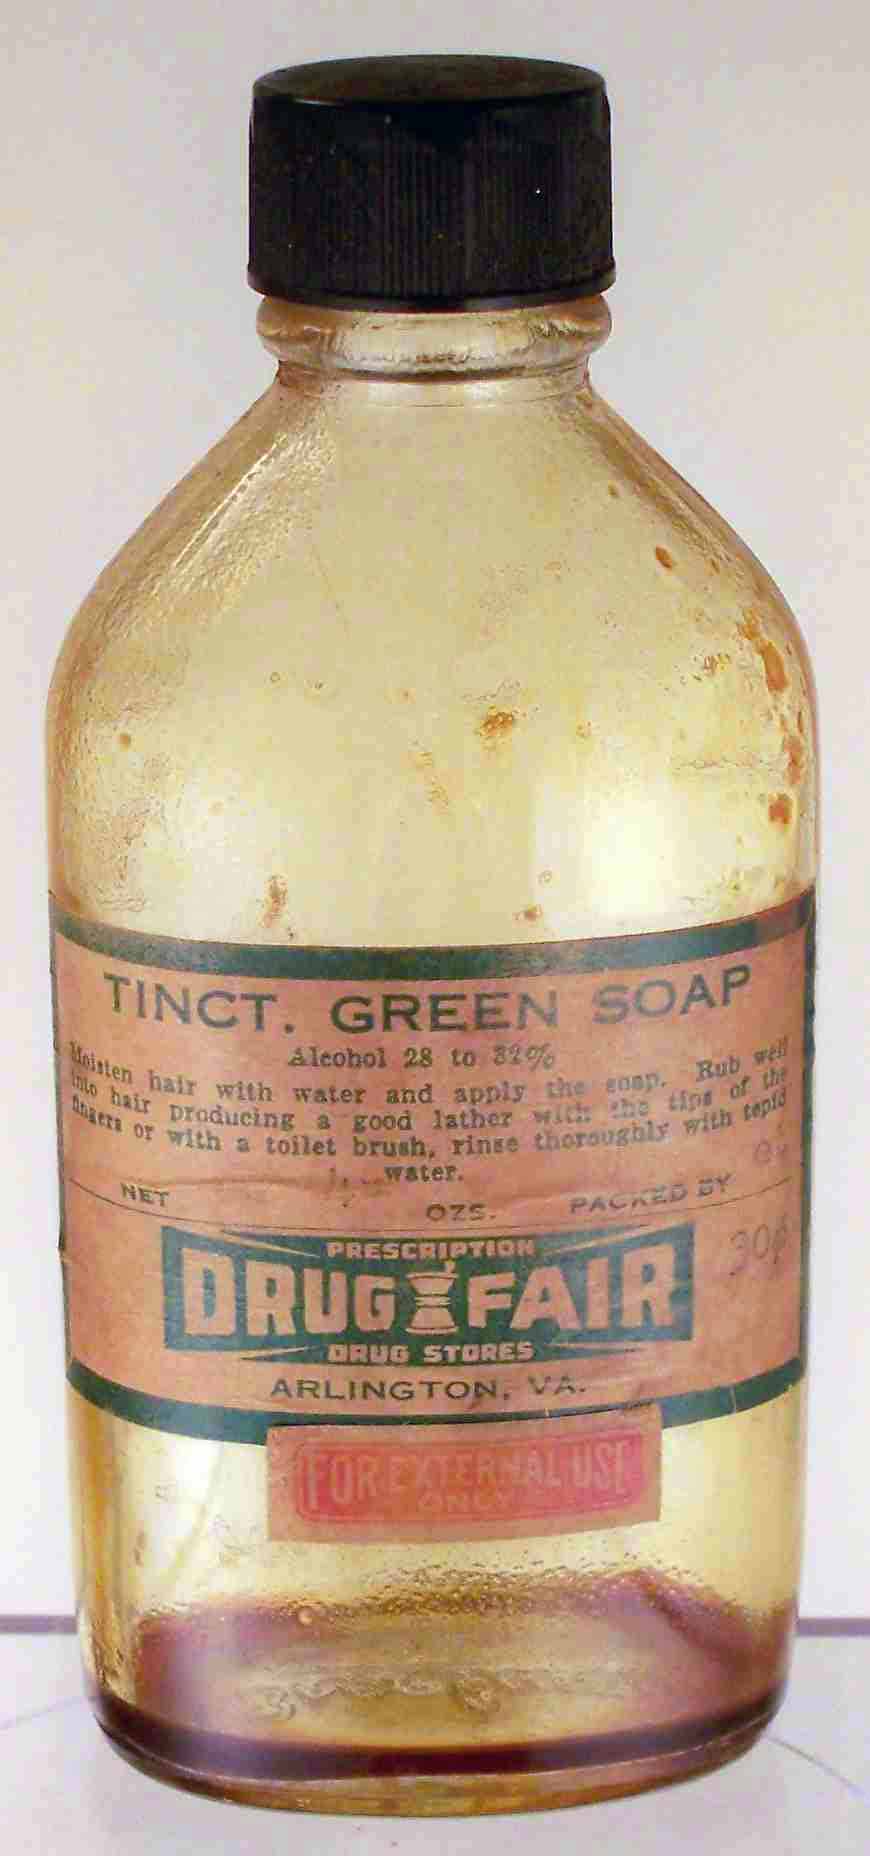 TINCT. GREEN SOAP
Alcohol 28 to 32%
Moisten hair with water and apply the soap. Rub well
into hair producing a good lather with the tips of the
fingers or with a toilet brush, rinse thoroughly with tepid
water.
NET OZS. PACKED BY
30¢
PRESCRIPTION
DRUG FAIR
DRUG STORES
ARLINGTON, VA.
FOR EXTERNAL USE
ONLY